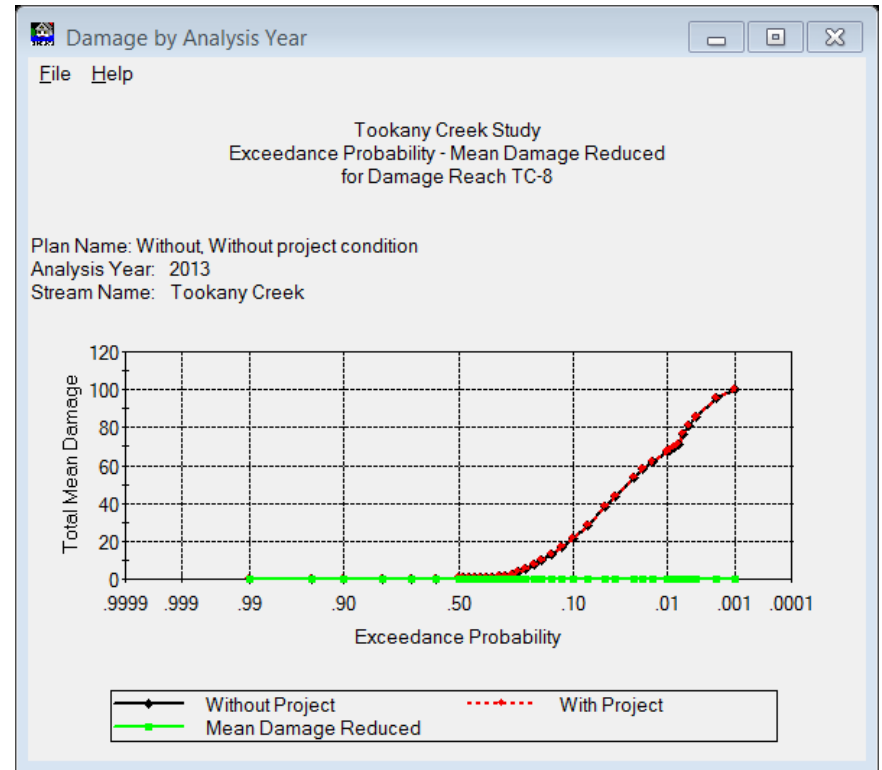 Damage by Analysis Year
File Help
Tookany Creek Study
Exceedance Probability - Mean Damage Reduced
for Damage Reach TC-8
Plan Name: Without, Without project condition
Analysis Year: 2013
Stream Name: Tookany Creek
120
100
80
60
40
20
0
Total Mean Damage
.9999 .999 .99 .90 .50 .10 .01 .001 .0001
Exceedance Probability
Without Project With Project
Mean Damage Reduced